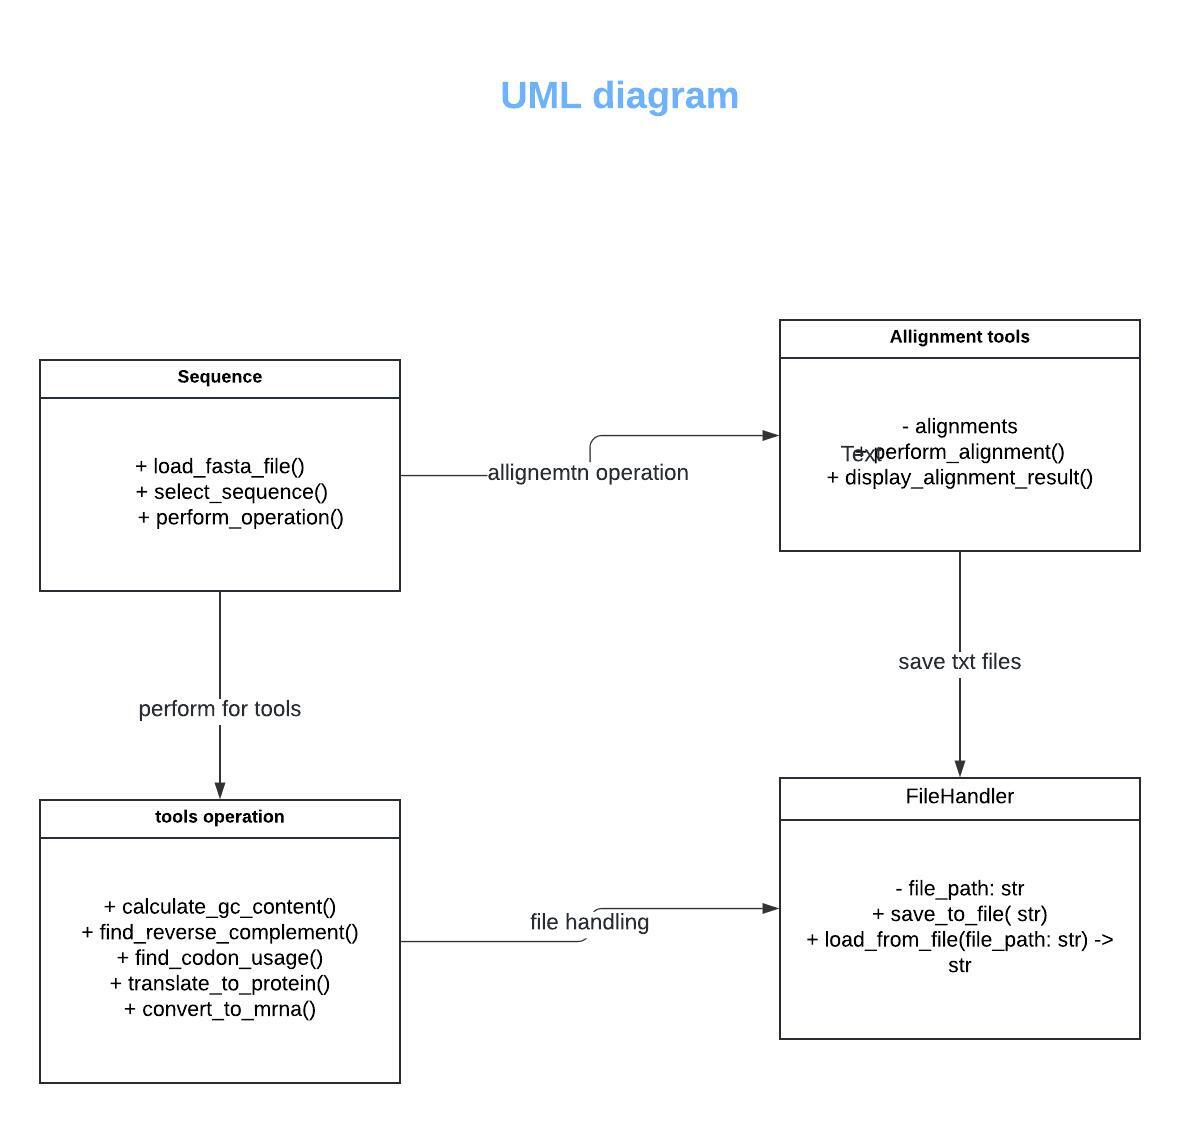 UML diagram
Sequence
+ load_fasta_file()
+ select_sequence()
+ perform_operation()
allignemtn operation
Allignment tools
- alignments
+ perform_alignment()
Text
+ display_alignment_result()
perform for tools
save txt files
tools operation
+ calculate_gc_content()
+ find_reverse_complement()
+ find_codon_usage()
+ translate_to_protein()
+ convert_to_mrna()
file handling
FileHandler
- file_path: str
+ save_to_file( str)
+ load_from_file(file_path: str) ->
str